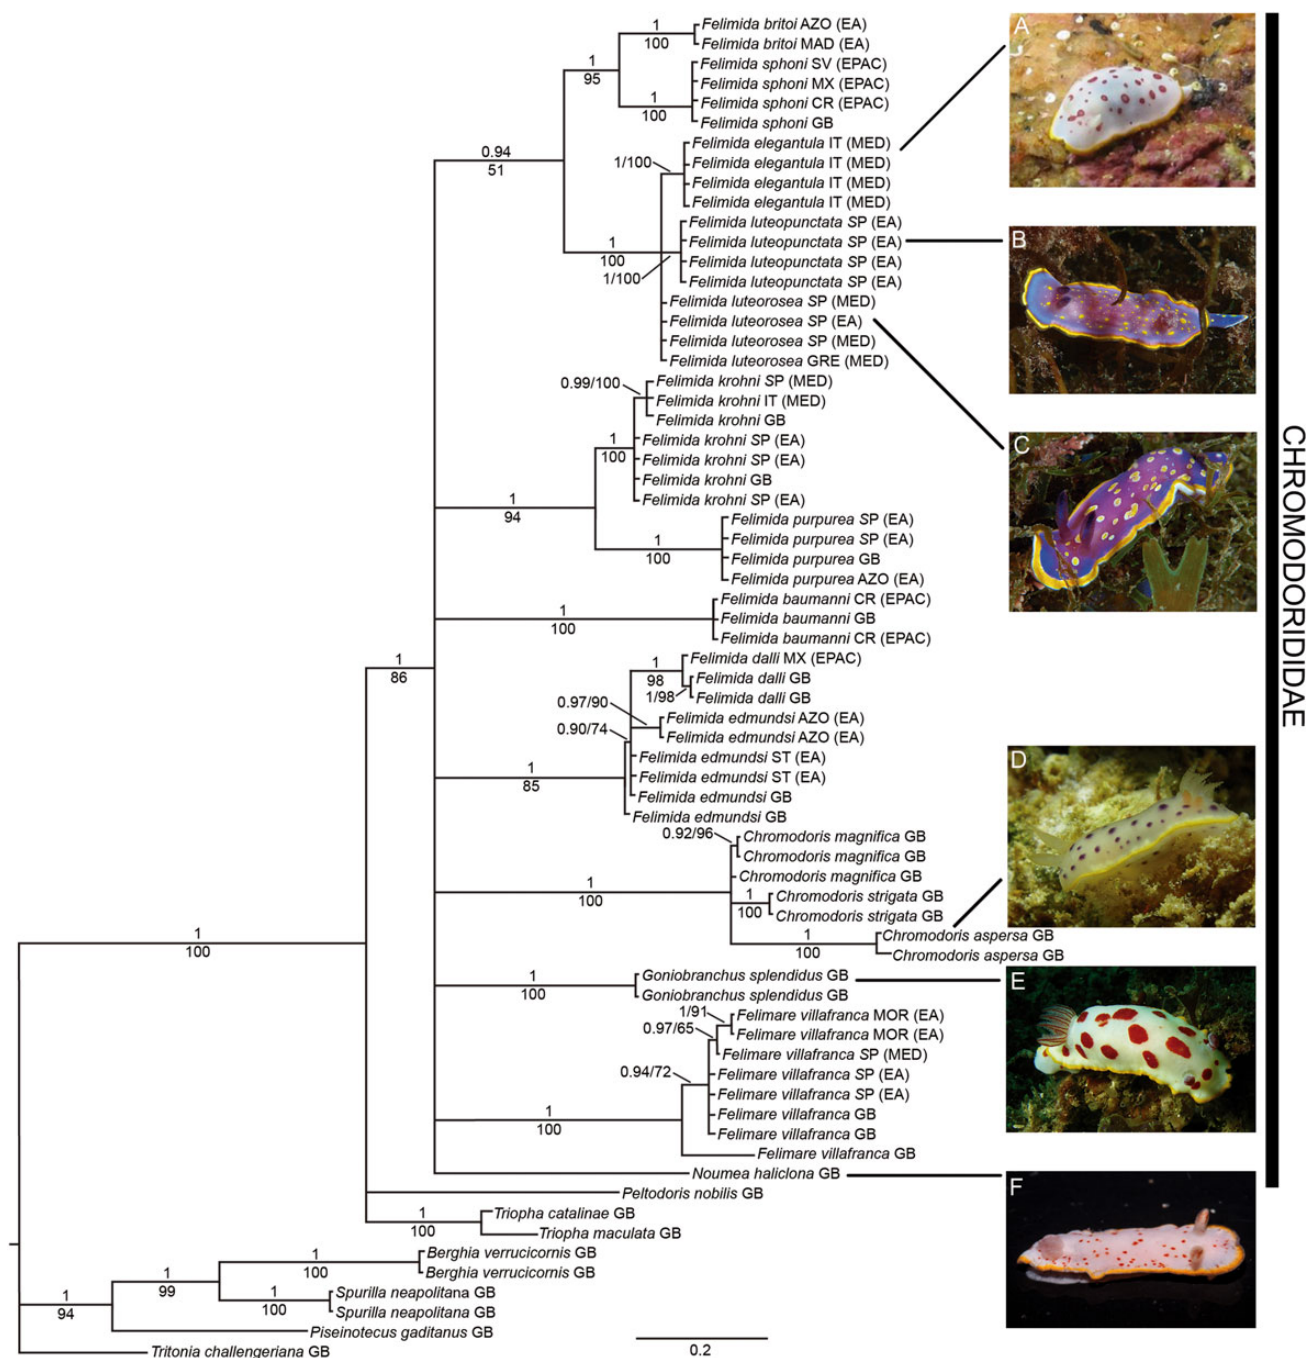 Felimida britoi AZO (EA)
1
100
Felimida britoi MAD (EA)
Felimida sphoni SV (EPAC)
1
95
Felimida sphoni MX (EPAC)
1
100
Felimida sphoni CR (EPAC)
Felimida sphoni GB
Felimida elegantula IT (MED)
0.94
51
1/100
Felimida elegantula IT (MED)
Felimida elegantula IT (MED)
Felimida elegantula IT (MED)
Felimida luteopunctata SP (EA)
1
100
Felimida luteopunctata SP (EA)
Felimida luteopunctata SP (EA)
1/100
Felimida luteopunctata SP (EA)
Felimida luteorosea SP (MED)
Felimida luteorosea SP (EA)
Felimida luteorosea SP (MED)
Felimida luteorosea GRE (MED)
0.99/100
Felimida krohni SP (MED)
Felimida krohni IT (MED)
Felimida krohni GB
1
100
Felimida krohni SP (EA)
Felimida krohni SP (EA)
Felimida krohni GB
Felimida krohni SP (EA)
1
94
Felimida purpurea SP (EA)
Felimida purpurea SP (EA)
1
100
Felimida purpurea GB
Felimida purpurea AZO (EA)
Felimida baumanni CR (EPAC)
1
100
Felimida baumanni GB
Felimida baumanni CR (EPAC)
1
86
1
98
Felimida dalli MX (EPAC)
Felimida dalli GB
1/98
Felimida dalli GB
0.97/90
Felimida edmundsi AZO (EA)
0.90/74
Felimida edmundsi AZO (EA)
Felimida edmundsi ST (EA)
1
85
Felimida edmundsi ST (EA)
Felimida edmundsi GB
Felimida edmundsi GB
0.92/96
Chromodoris magnifica GB
Chromodoris magnifica GB
Chromodoris magnifica GB
1
100
1
100
Chromodoris strigata GB
Chromodoris strigata GB
1
100
1
100
Chromodoris aspersa GB
Chromodoris aspersa GB
1
100
Goniobranchus splendidus GB
Goniobranchus splendidus GB
1/91
Felimare villafranca MOR (EA)
0.97/65
Felimare villafranca MOR (EA)
Felimare villafranca SP (MED)
0.94/72
Felimare villafranca SP (EA)
Felimare villafranca SP (EA)
1
100
Felimare villafranca GB
Felimare villafranca GB
Felimare villafranca GB
Noumea haliclona GB
Peltodoris nobilis GB
1
100
Triopha catalinae GB
Triopha maculata GB
1
100
Berghia verrucicornis GB
Berghia verrucicornis GB
1
99
1
100
Spurilla neapolitana GB
Spurilla neapolitana GB
1
94
Piseinotecus gaditanus GB
Tritonia challengeriana GB
0.2
A
B
C
D
E
F
CHROMODORIDIDAE